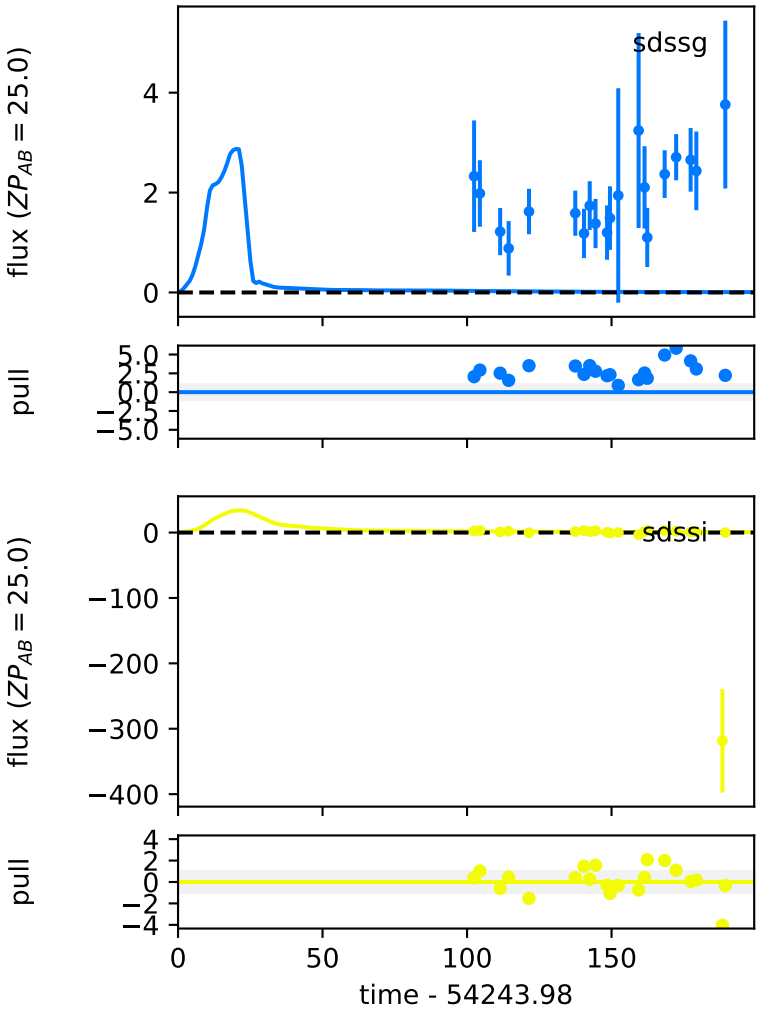 sdssg
flux (ZP_AB = 25.0)
4
2
0
pull
5.0
2.5
0.0
−2.5
−5.0
sdssi
flux (ZP_AB = 25.0)
0
−100
−200
−300
−400
pull
4
2
0
−2
−4
0 50 100 150
time - 54243.98